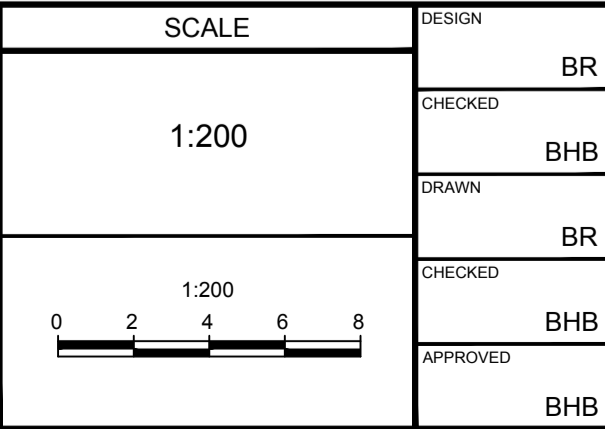 SCALE
1:200
1:200
0 2 4 6 8
DESIGN
BR
CHECKED
BHB
DRAWN
BR
CHECKED
BHB
APPROVED
BHB